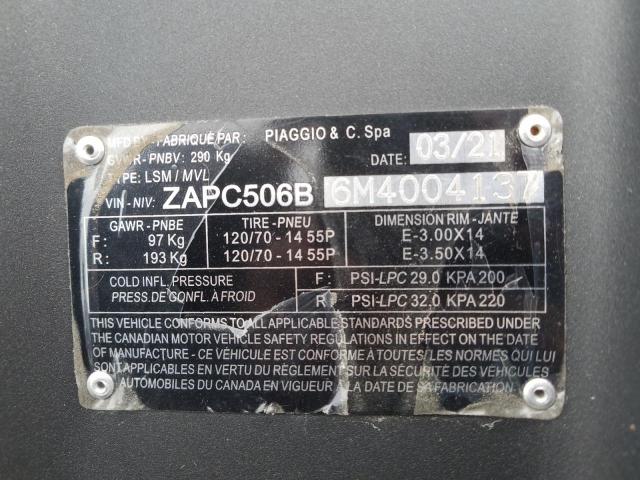 MFD BY - FABRIQUÉ PAR : PIAGGIO & C. Spa
GVWR - PNBV: 290 Kg DATE: 03/21
TYPE: LSM / MVL
VIN - NIV: ZAPC506B 6M4004137
GAWR - PNBE TIRE - PNEU DIMENSION RIM - JANTE
F: 97 Kg 120/70 - 14 55P E-3.00X14
R: 193 Kg 120/70 - 14 55P E-3.50X14
COLD INFL. PRESSURE F: PSI-LPC 29.0 KPA 200
PRESS.DE GONFL. À FROID R: PSI-LPC 32.0 KPA 220
THIS VEHICLE CONFORMS TO ALL APPLICABLE STANDARDS PRESCRIBED UNDER
THE CANADIAN MOTOR VEHICLE SAFETY REGULATIONS IN EFFECT ON THE DATE
OF MANUFACTURE - CE VÉHICULE EST CONFORME À TOUTES LES NORMES QUI LUI
SONT APPLICABLES EN VERTU DU RÈGLEMENT SUR LA SÉCURITÉ DES VÉHICULES
AUTOMOBILES DU CANADA EN VIGUEUR À LA DATE DE SA FABRICATION.